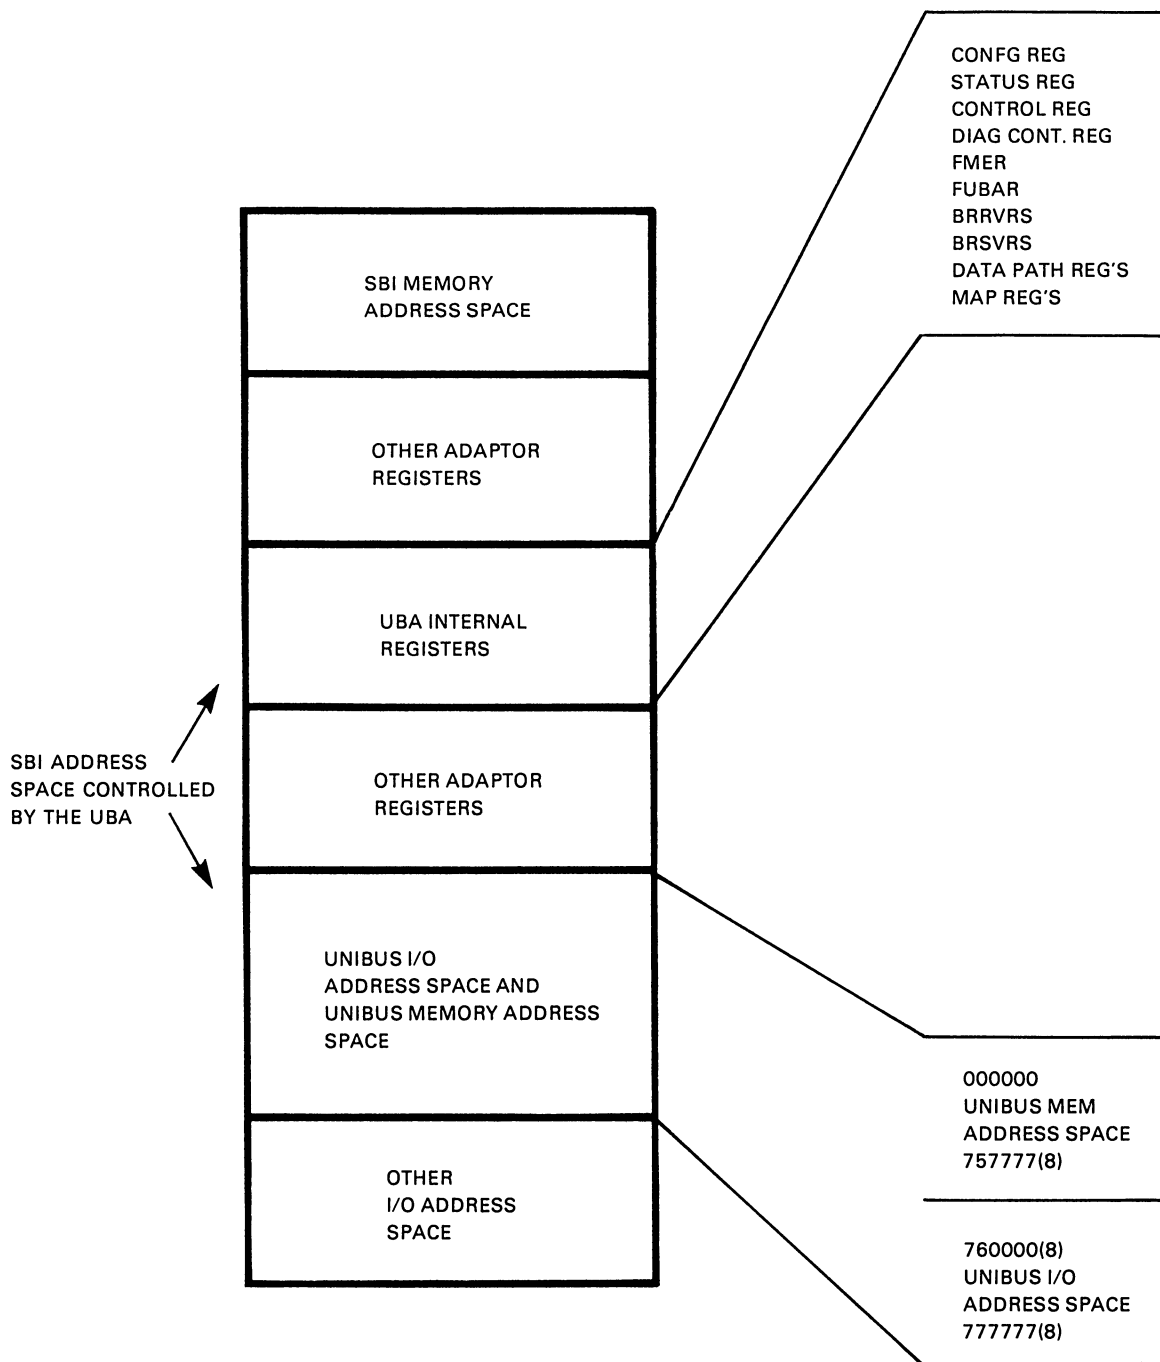 CONFG REG
STATUS REG
CONTROL REG
DIAG CONT. REG
FMER
FUBAR
BRRVRS
BRSVRS
DATA PATH REG'S
MAP REG'S
SBI MEMORY
ADDRESS SPACE
OTHER ADAPTOR
REGISTERS
UBA INTERNAL
REGISTERS
SBI ADDRESS
SPACE CONTROLLED
BY THE UBA
OTHER ADAPTOR
REGISTERS
UNIBUS I/O
ADDRESS SPACE AND
UNIBUS MEMORY ADDRESS
SPACE
000000
UNIBUS MEM
ADDRESS SPACE
757777(8)
OTHER
I/O ADDRESS
SPACE
760000(8)
UNIBUS I/O
ADDRESS SPACE
777777(8)